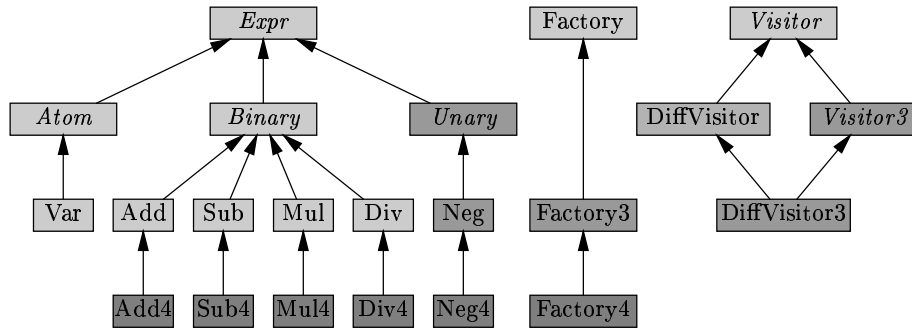 Expr Factory Visitor
Atom Binary Unary DiffVisitor Visitor3
Var Add Sub Mul Div Neg Factory3 DiffVisitor3
Add4 Sub4 Mul4 Div4 Neg4 Factory4